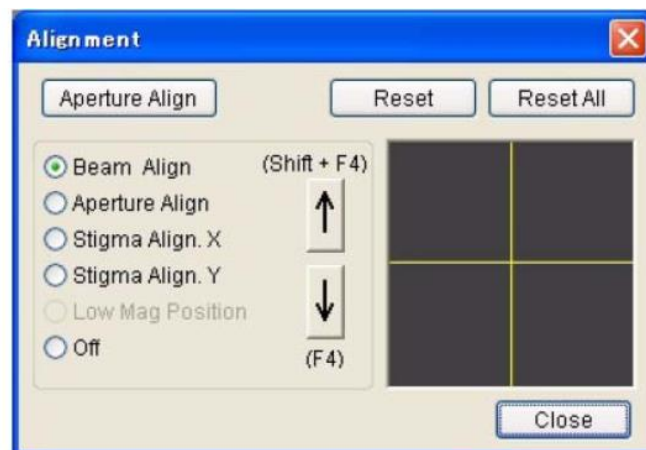 Alignment
Aperture Align
Reset
Reset All
Beam Align
(Shift + F4)
Aperture Align
Stigma Align. X
Stigma Align. Y
Low Mag Position
Off
(F4)
Close